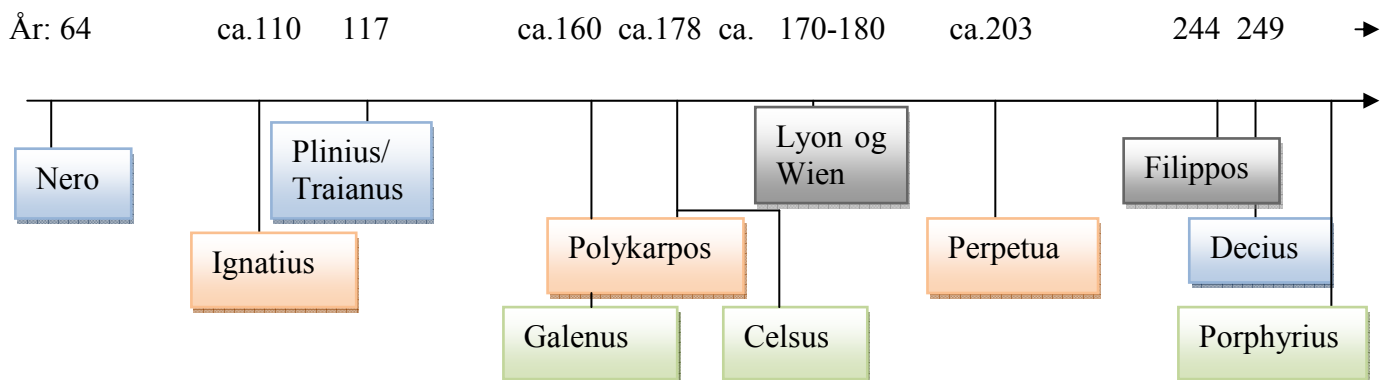 År: 64 ca.110 117 ca.160 ca.178 ca. 170-180 ca.203 244 249
Nero
Plinius/
Traianus
Lyon og
Wien
Filippos
Ignatius
Polykarpos
Perpetua
Decius
Galenus
Celsus
Porphyrius